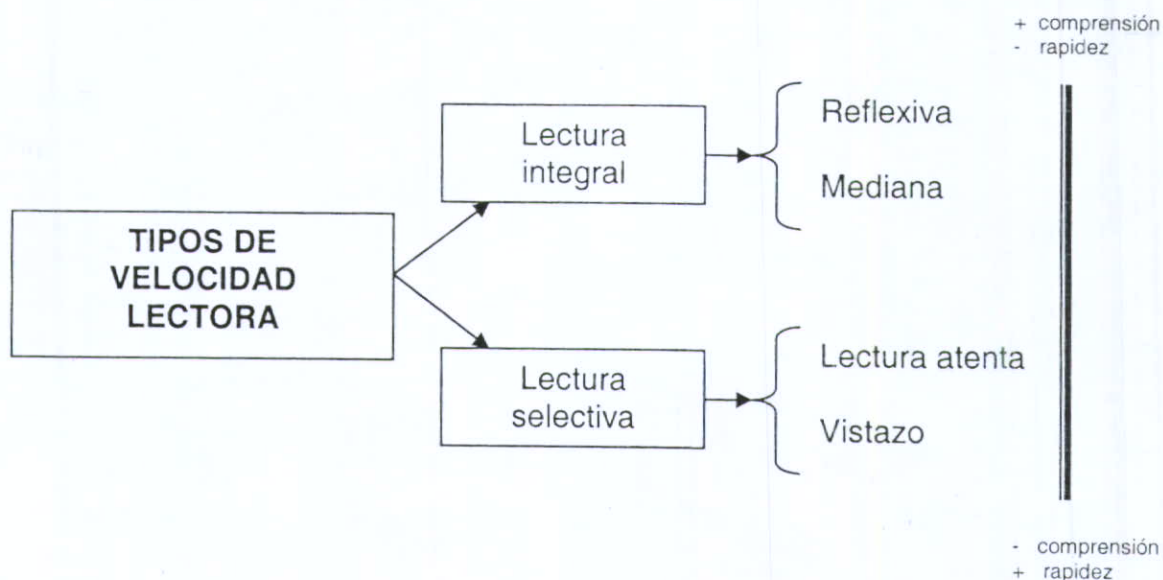 + comprensión
- rapidez
Lectura
integral
Reflexiva
Mediana
TIPOS DE
VELOCIDAD
LECTORA
Lectura
selectiva
Lectura atenta
Vistazo
- comprensión
+ rapidez